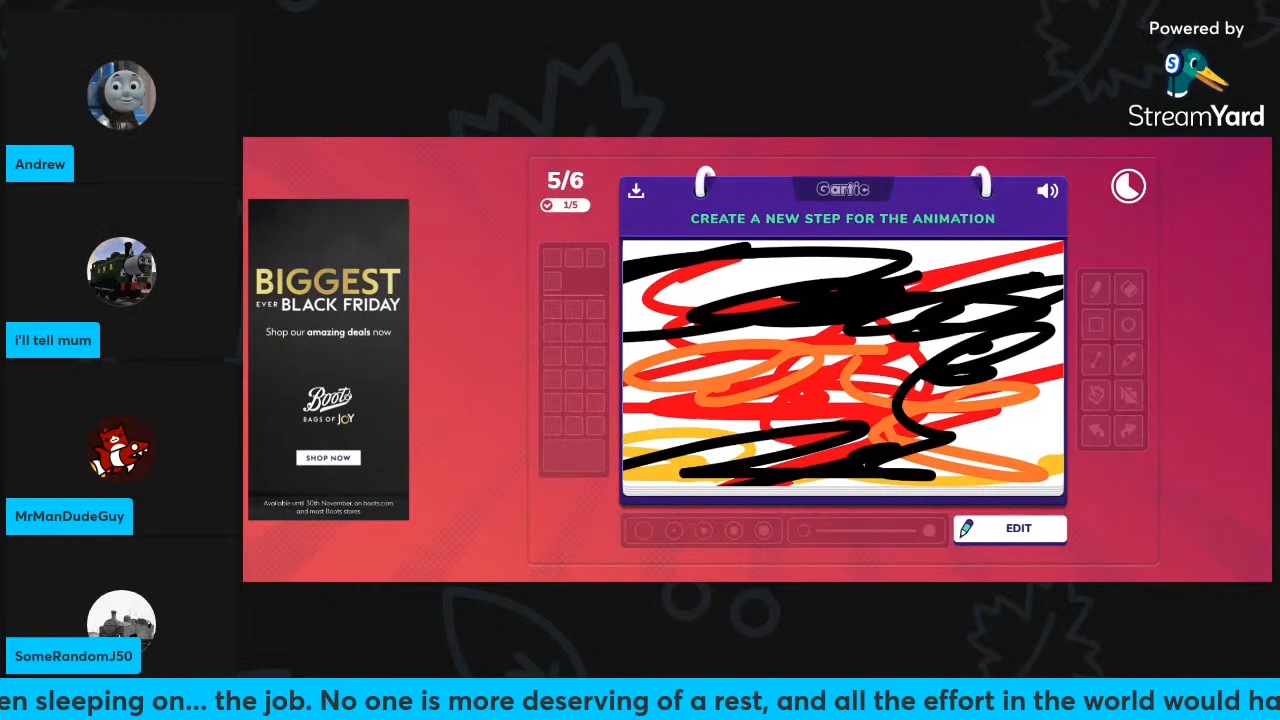 Powered by
StreamYard
Andrew
i'll tell mum
MrManDudeGuy
SomeRandomJ50
BIGGEST
EVER BLACK FRIDAY
Shop our amazing deals now
Boots
BAGS OF JOY
SHOP NOW
Available until 30th November, on boots.com
and most Boots stores
5/6
1/5
Gartic
CREATE A NEW STEP FOR THE ANIMATION
EDIT
en sleeping on... the job. No one is more deserving of a rest, and all the effort in the world would ha